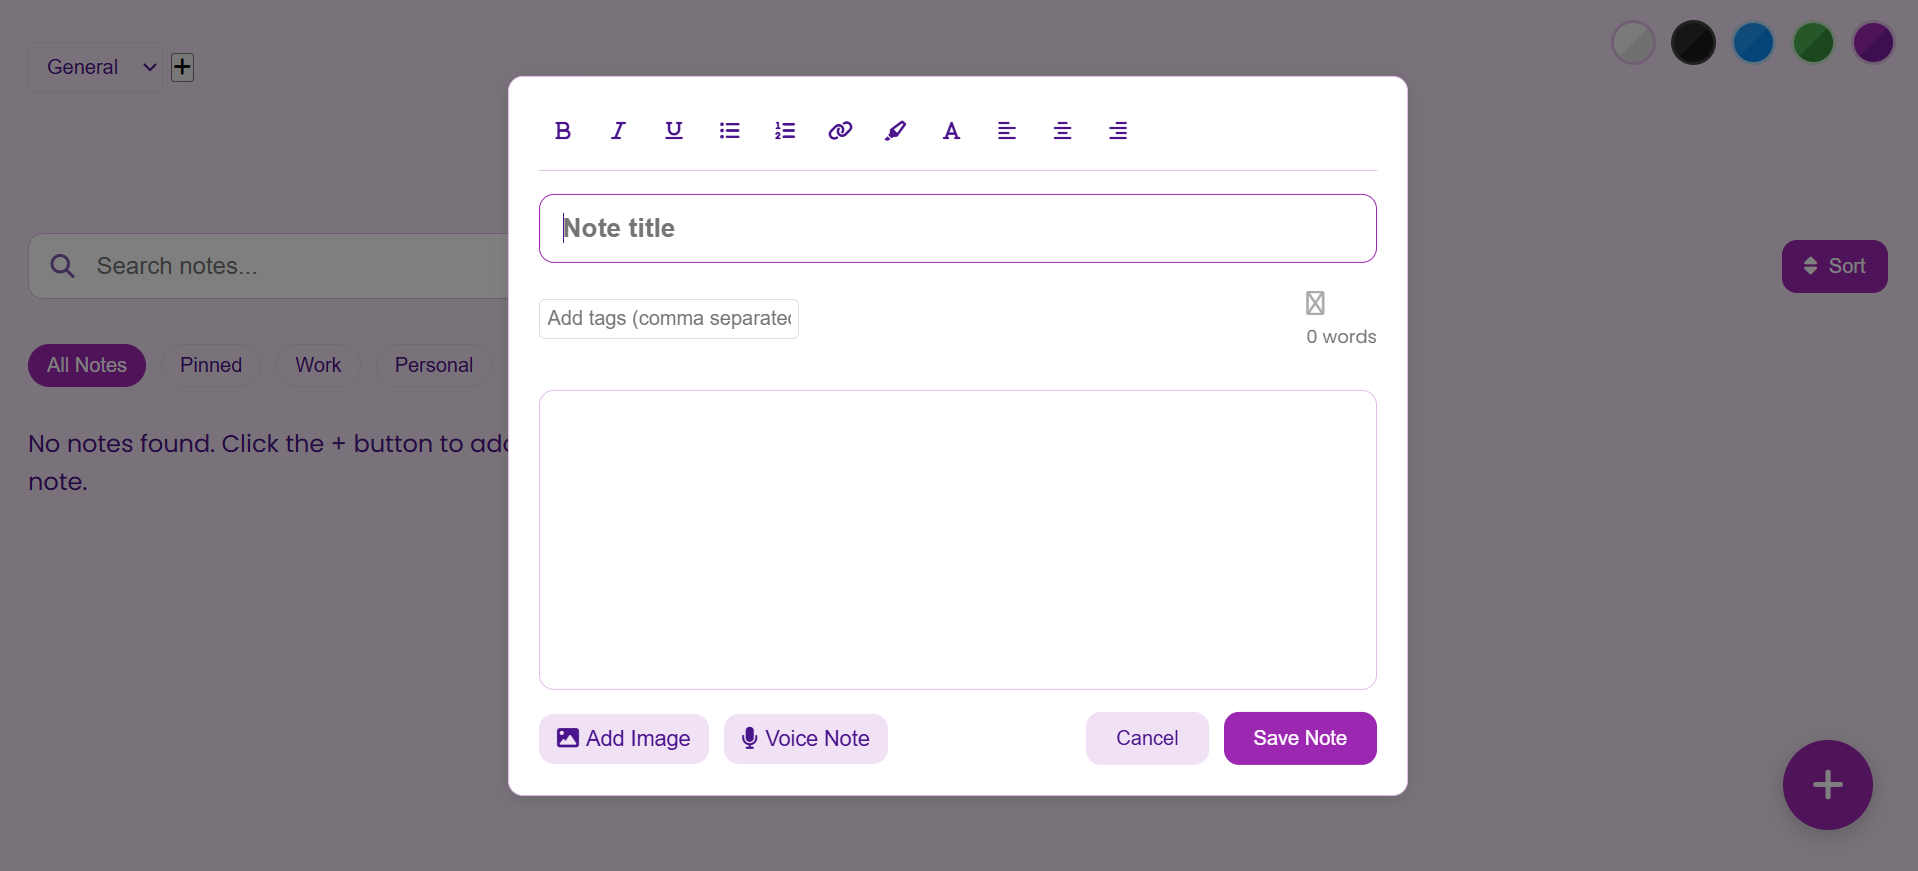 General
B I U A
Note title
Search notes...
Sort
Add tags (comma separated
0 words
All Notes
Pinned
Work
Personal
No notes found. Click the + button to add
note.
Add Image
Voice Note
Cancel
Save Note